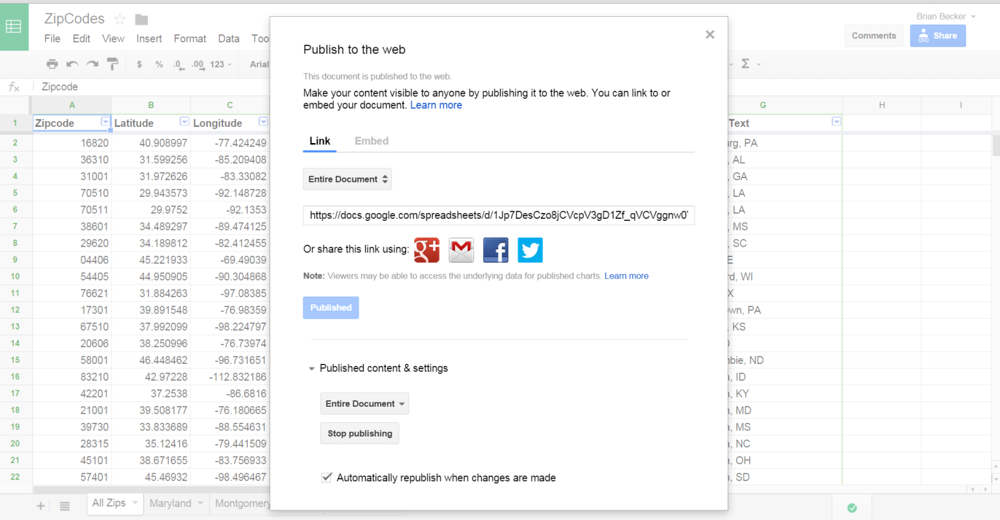 ZipCodes
Brian Becker
File Edit View Insert Format Data Too
Comments
Share
$ % .0 .00 123 Arial
Σ
fx Zipcode
A B C G H I
1 Zipcode Latitude Longitude Text
2 16820 40.908997 -77.424249 urg, PA
3 36310 31.599256 -85.209408 , AL
4 31001 31.972626 -83.33082 , GA
5 70510 29.943573 -92.148728 , LA
6 70511 29.9752 -92.1353 , LA
7 38601 34.489297 -89.474125 , MS
8 29620 34.189812 -82.412455 , SC
9 04406 45.221933 -69.49039 E
10 54405 44.950905 -90.304868 rd, WI
11 76621 31.884263 -97.08385 X
12 17301 39.891548 -76.98359 own, PA
13 67510 37.992099 -98.224797 , KS
14 20606 38.250996 -76.73974
15 58001 46.448462 -96.731651 mbie, ND
16 83210 42.97228 -112.832186 n, ID
17 42201 37.2538 -86.6816 n, KY
18 21001 39.508177 -76.180665 n, MD
19 39730 33.833689 -88.554631 n, MS
20 28315 35.12416 -79.441509 n, NC
21 45101 38.671655 -83.756933 n, OH
22 57401 45.46932 -98.496467 n, SD
All Zips Maryland Montgomery
Publish to the web
This document is published to the web.
Make your content visible to anyone by publishing it to the web. You can link to or
embed your document. Learn more
Link Embed
Entire Document
https://docs.google.com/spreadsheets/d/1Jp7DesCzo8jCVcpV3gD1Zf_qVCVggnw0
Or share this link using: g+ M f
Note: Viewers may be able to access the underlying data for published charts. Learn more
Published
Published content & settings
Entire Document
Stop publishing
Automatically republish when changes are made